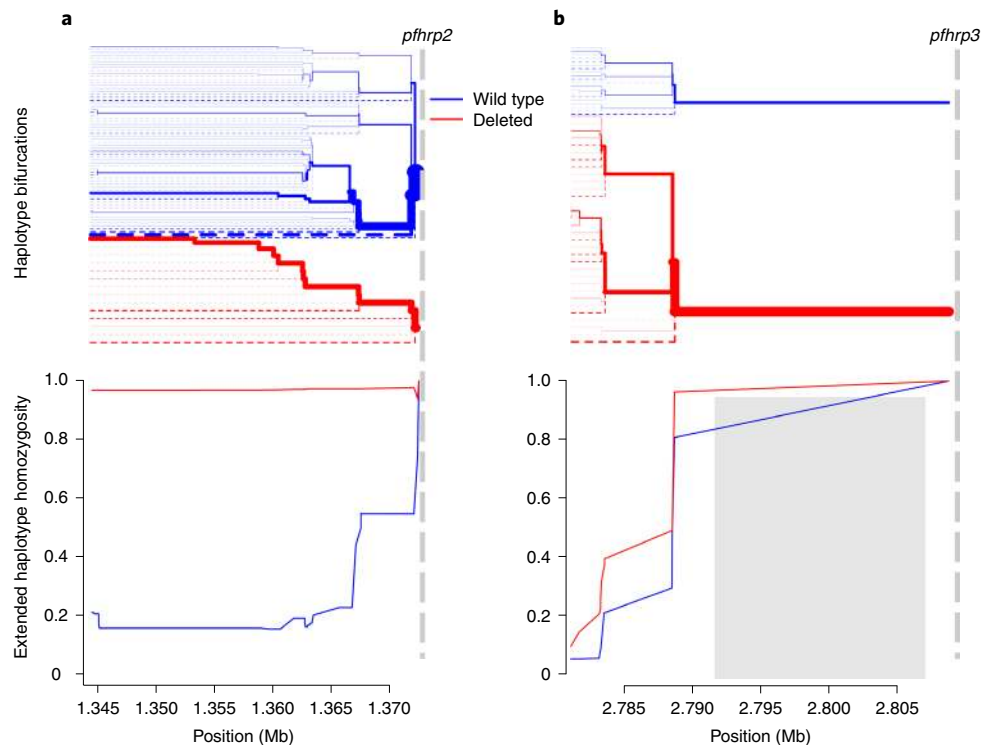 a
b
pfhrp2
pfhrp3
Wild type
Deleted
Haplotype bifurcations
Extended haplotype homozygosity
1.0
0.8
0.6
0.4
0.2
0
1.345 1.350 1.355 1.360 1.365 1.370
Position (Mb)
1.0
0.8
0.6
0.4
0.2
0
2.785 2.790 2.795 2.800 2.805
Position (Mb)